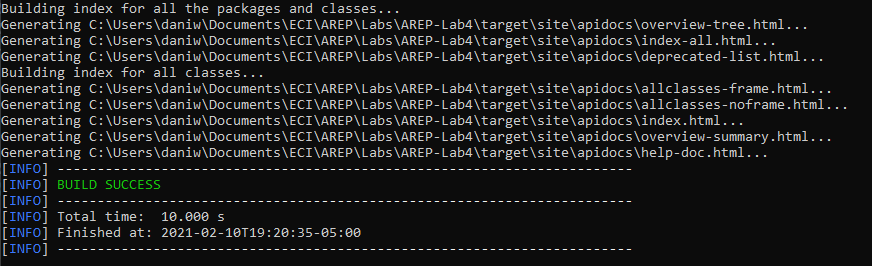 Building index for all the packages and classes...
Generating C:\Users\daniw\Documents\ECI\AREP\Labs\AREP-Lab4\target\site\apidocs\overview-tree.html...
Generating C:\Users\daniw\Documents\ECI\AREP\Labs\AREP-Lab4\target\site\apidocs\index-all.html...
Generating C:\Users\daniw\Documents\ECI\AREP\Labs\AREP-Lab4\target\site\apidocs\deprecated-list.html...
Building index for all classes...
Generating C:\Users\daniw\Documents\ECI\AREP\Labs\AREP-Lab4\target\site\apidocs\allclasses-frame.html...
Generating C:\Users\daniw\Documents\ECI\AREP\Labs\AREP-Lab4\target\site\apidocs\allclasses-noframe.html...
Generating C:\Users\daniw\Documents\ECI\AREP\Labs\AREP-Lab4\target\site\apidocs\index.html...
Generating C:\Users\daniw\Documents\ECI\AREP\Labs\AREP-Lab4\target\site\apidocs\overview-summary.html...
Generating C:\Users\daniw\Documents\ECI\AREP\Labs\AREP-Lab4\target\site\apidocs\help-doc.html...
[INFO] ------------------------------------------------------------------------
[INFO] BUILD SUCCESS
[INFO] ------------------------------------------------------------------------
[INFO] Total time:  10.000 s
[INFO] Finished at: 2021-02-10T19:20:35-05:00
[INFO] ------------------------------------------------------------------------